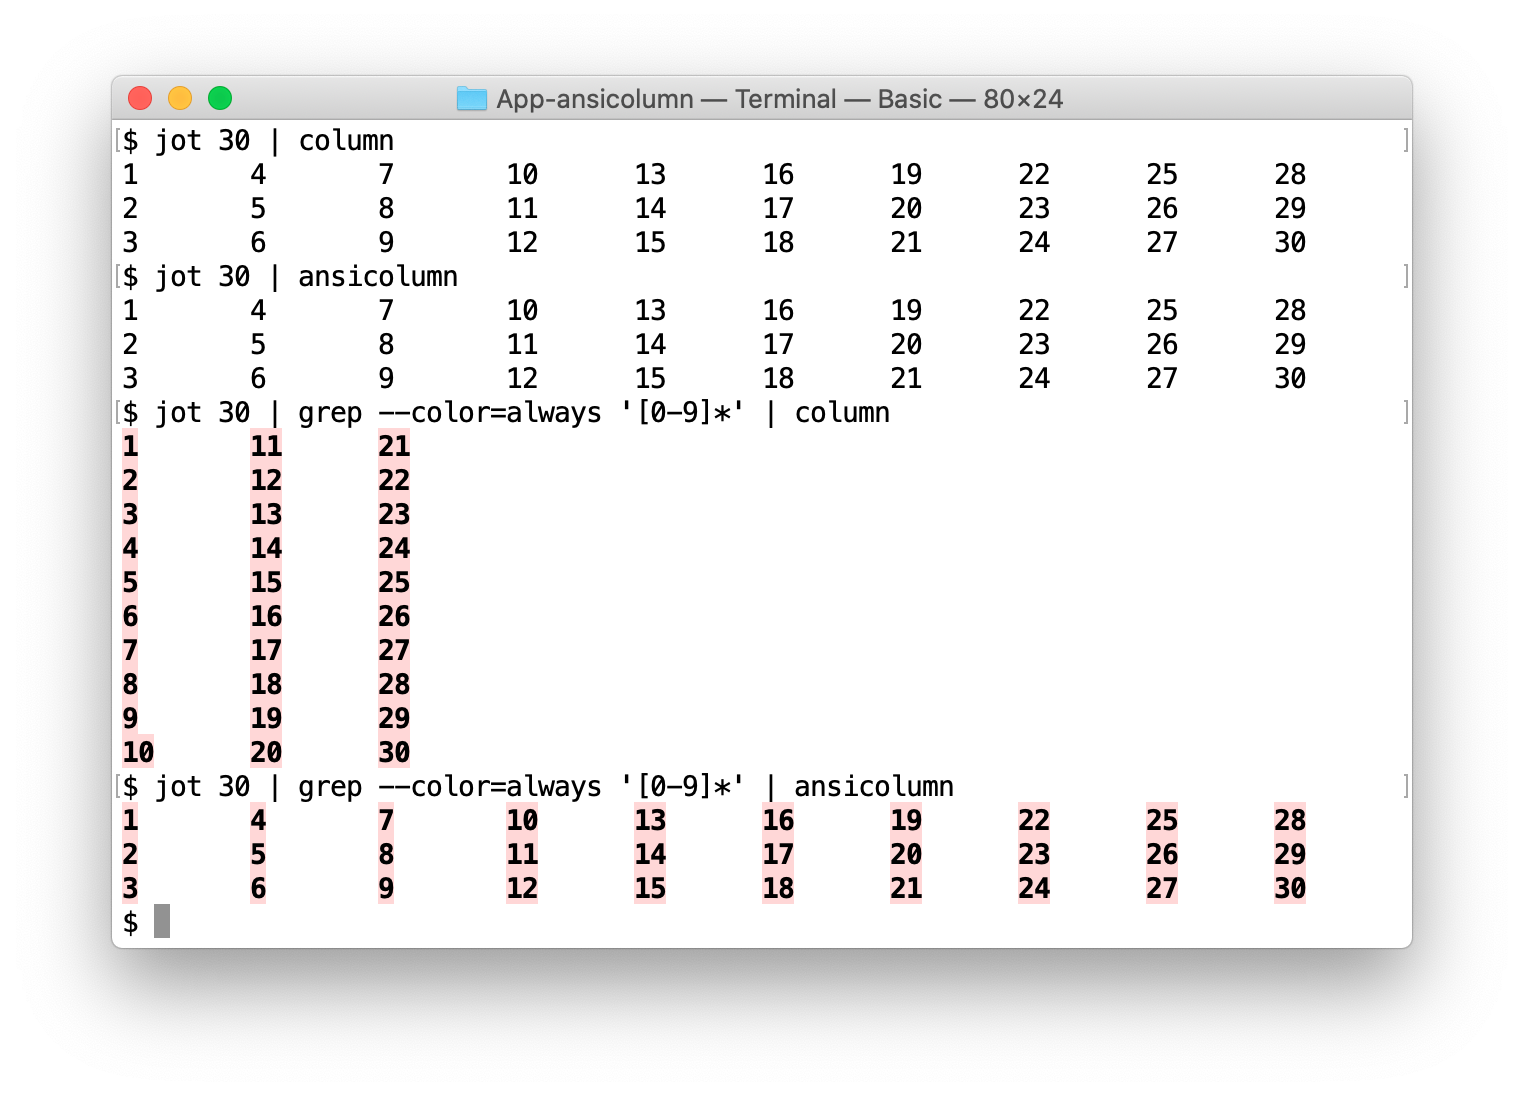 App-ansicolumn — Terminal — Basic — 80×24
[$ jot 30 | column ]
1 4 7 10 13 16 19 22 25 28
2 5 8 11 14 17 20 23 26 29
3 6 9 12 15 18 21 24 27 30
[$ jot 30 | ansicolumn ]
1 4 7 10 13 16 19 22 25 28
2 5 8 11 14 17 20 23 26 29
3 6 9 12 15 18 21 24 27 30
[$ jot 30 | grep --color=always '[0-9]*' | column ]
1 11 21
2 12 22
3 13 23
4 14 24
5 15 25
6 16 26
7 17 27
8 18 28
9 19 29
10 20 30
[$ jot 30 | grep --color=always '[0-9]*' | ansicolumn ]
1 4 7 10 13 16 19 22 25 28
2 5 8 11 14 17 20 23 26 29
3 6 9 12 15 18 21 24 27 30
$